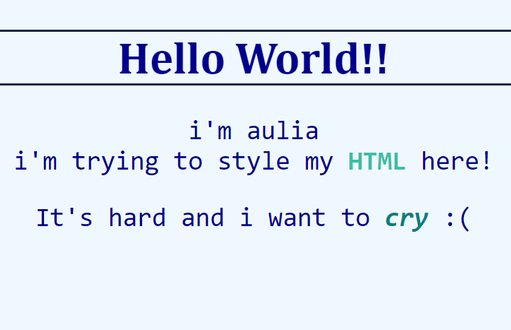 Hello World!!
i'm aulia
i'm trying to style my HTML here!
It's hard and i want to cry :(